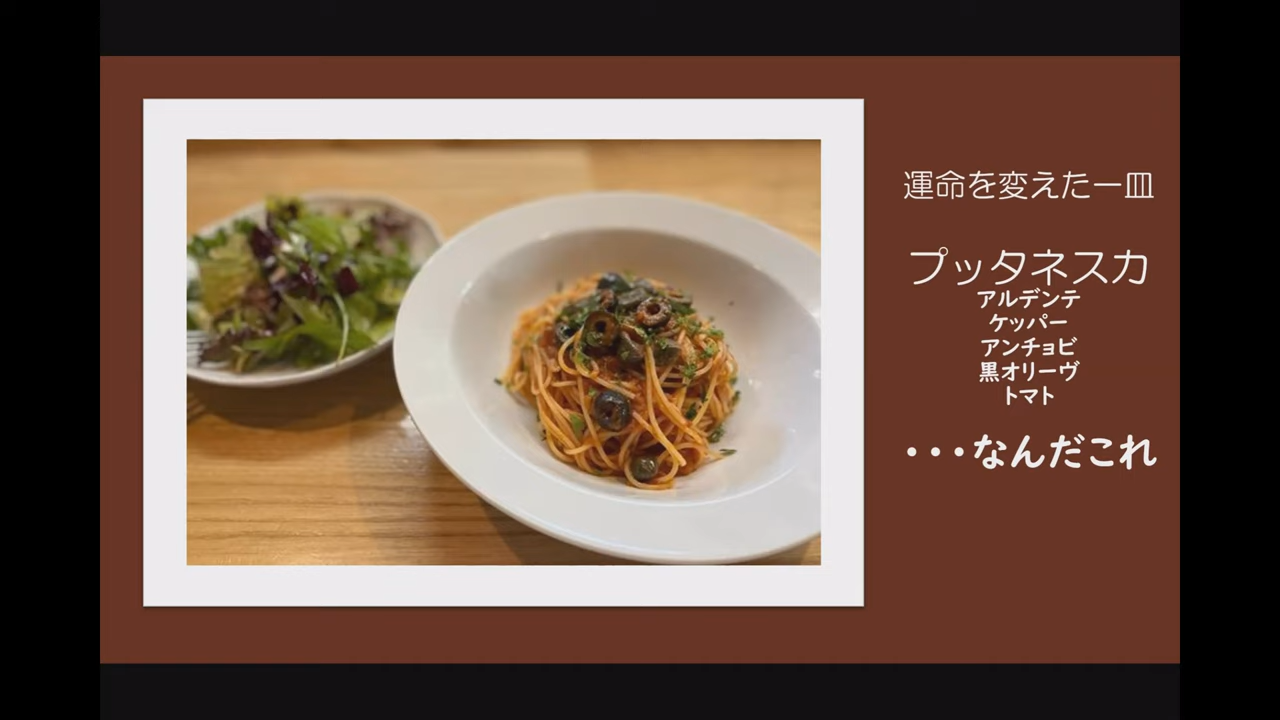 運命を変えた一皿
プッタネスカ
アルデンテ
ケッパー
アンチョビ
黒オリーヴ
トマト
・・・なんだこれ